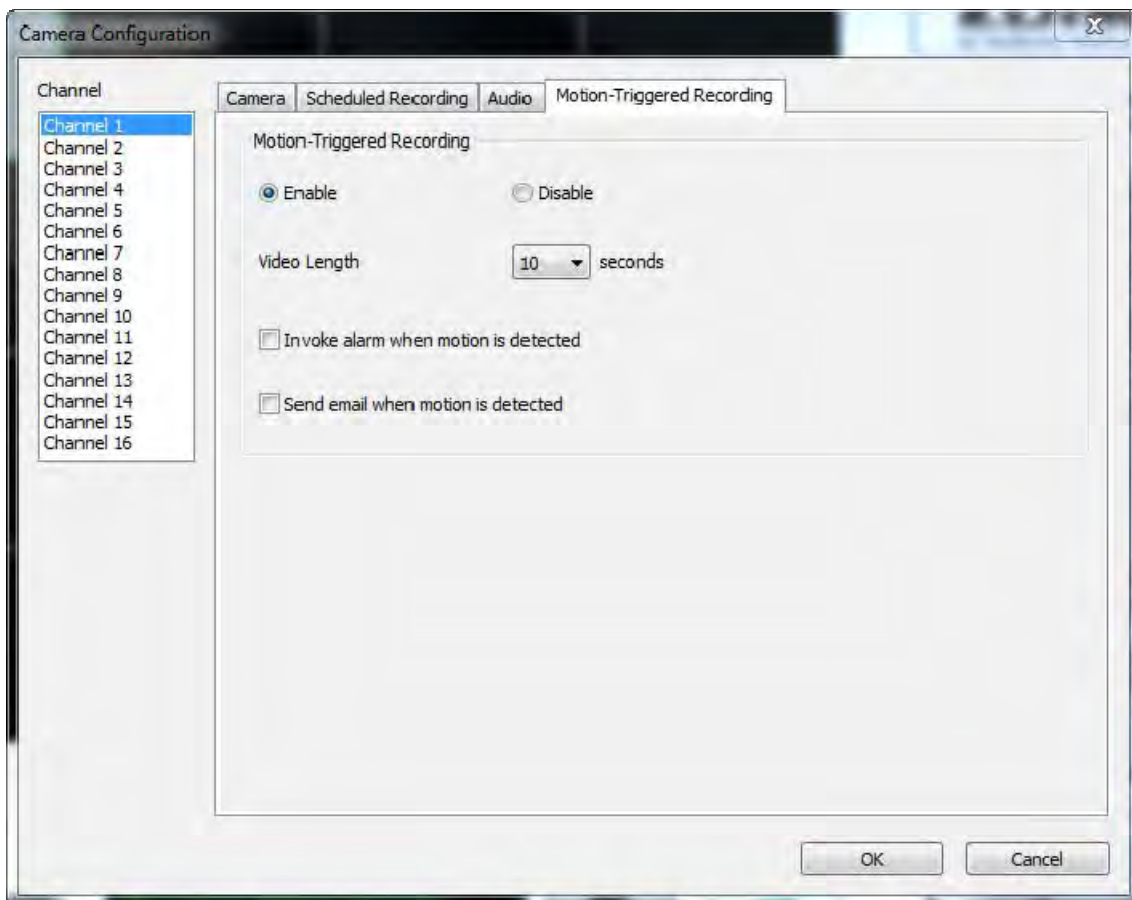 Camera Configuration
Channel
Channel 1
Channel 2
Channel 3
Channel 4
Channel 5
Channel 6
Channel 7
Channel 8
Channel 9
Channel 10
Channel 11
Channel 12
Channel 13
Channel 14
Channel 15
Channel 16
Camera Scheduled Recording Audio Motion-Triggered Recording
Motion-Triggered Recording
Enable Disable
Video Length 10 seconds
Invoke alarm when motion is detected
Send email when motion is detected
OK Cancel